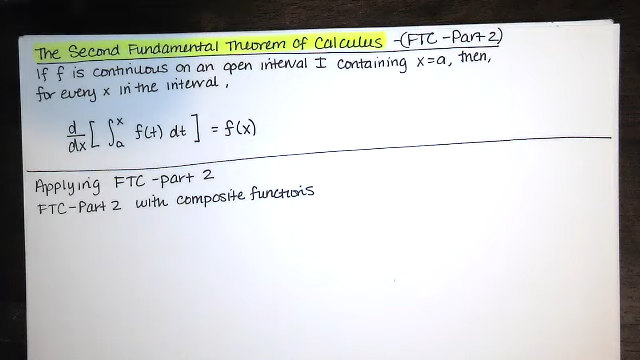 The Second Fundamental Theorem of Calculus - (FTC - Part 2)
If f is continuous on an open interval I containing x=a, then,
for every x in the interval,
d/dx [ ∫ₐˣ f(t) dt ] = f(x)
Applying FTC - part 2
FTC - Part 2 with composite functions